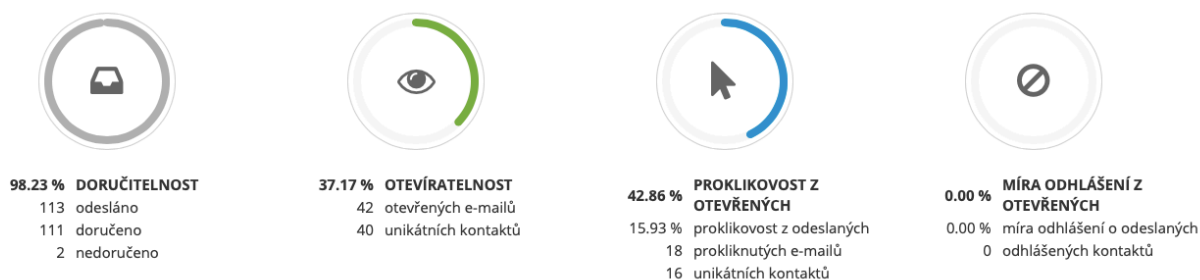 98.23 % DORUČITELNOST
113 odesláno
111 doručeno
2 nedoručeno
37.17 % OTEVÍRATELNOST
42 otevřených e-mailů
40 unikátních kontaktů
42.86 % PROKLIKOVOST Z
OTEVŘENÝCH
15.93 % proklikovost z odeslaných
18 prokliknutých e-mailů
16 unikátních kontaktů
0.00 % MÍRA ODHLÁŠENÍ Z
OTEVŘENÝCH
0.00 % míra odhlášení o odeslaných
0 odhlášených kontaktů